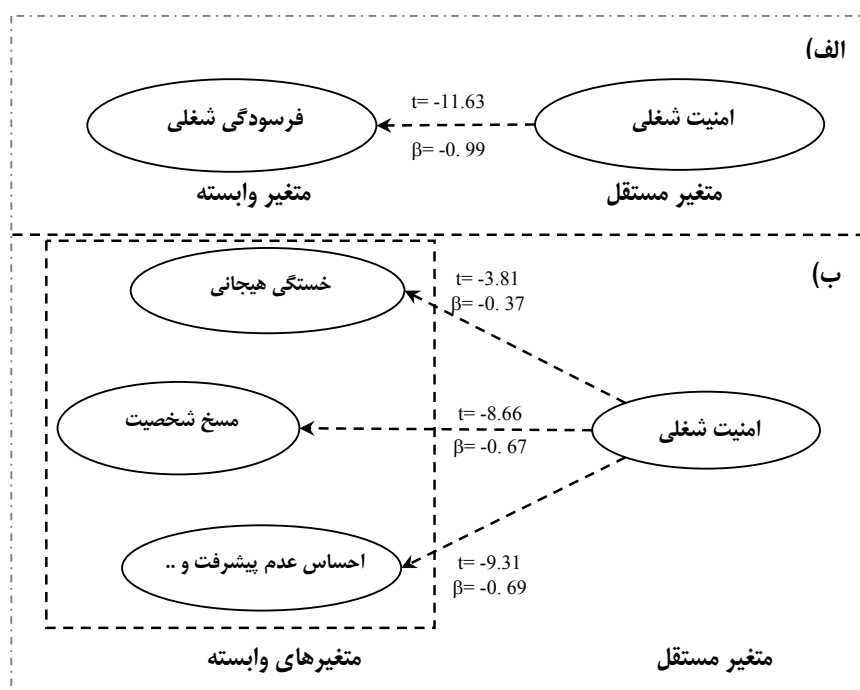 الف)
امنیت شغلی
t= -11.63
β= -0. 99
فرسودگی شغلی
متغیر مستقل
متغیر وابسته
ب)
خستگی هیجانی
t= -3.81
β= -0. 37
مسخ شخصیت
t= -8.66
β= -0. 67
امنیت شغلی
احساس عدم پیشرفت و ..
t= -9.31
β= -0. 69
متغیر مستقل
متغیرهای وابسته